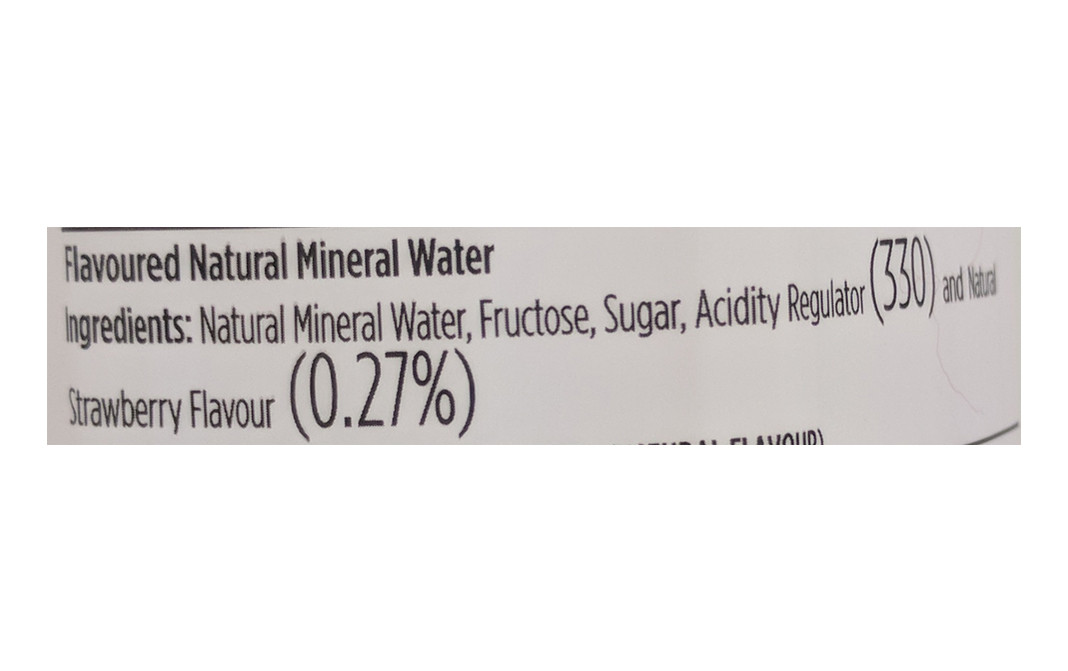 Flavoured Natural Mineral Water
Ingredients: Natural Mineral Water, Fructose, Sugar, Acidity Regulator (330) and Natural
Strawberry Flavour (0.27%)
FLAVOUR)